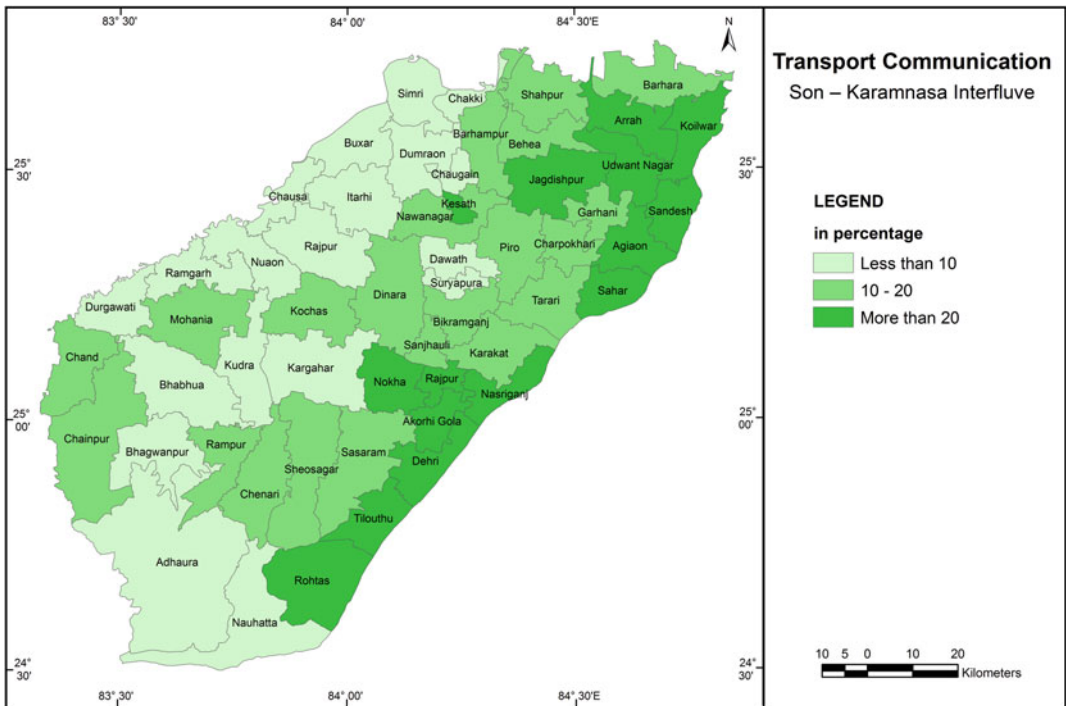 83° 30'
84° 00'
84° 30'E
N
Transport Communication
Son – Karamnasa Interfluve
Simri
Chakki
Shahpur
Barhara
Arrah
Koilwar
Barhampur
Behea
Buxar
Dumraon
25°
30'
25°
30'
Udwant Nagar
Chaugain
Jagdishpur
Chausa
Itarhi
Kesath
Nawanagar
Garhani
Sandesh
LEGEND
in percentage
Less than 10
10 - 20
More than 20
Rajpur
Piro
Charpokhari
Agiaon
Nuaon
Dawath
Ramgarh
Suryapura
Durgawati
Dinara
Tarari
Sahar
Mohania
Kochas
Bikramganj
Sanjhauli
Karakat
Chand
Kudra
Kargahar
Bhabhua
Nokha
Rajpur
Nasriganj
25°
00'
25°
00'
Akorhi Gola
Chainpur
Bhagwanpur
Rampur
Sasaram
Dehri
Sheosagar
Chenari
Tilouthu
Adhaura
Rohtas
Nauhatta
24°
30'
24°
30'
10 5 0 10 20
Kilometers
83° 30'
84° 00'
84° 30'E